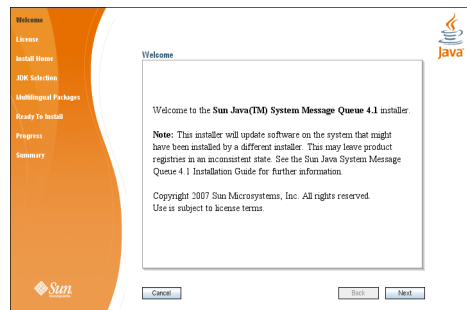 Welcome
License
Install Home
JDK Selection
Multilingual Packages
Ready To Install
Progress
Summary
Sun
Java
Welcome
Welcome to the Sun Java(TM) System Message Queue 4.1 installer.
Note: This installer will update software on the system that might
have been installed by a different installer. This may leave product
registries in an inconsistent state. See the Sun Java System Message
Queue 4.1 Installation Guide for further information.
Copyright 2007 Sun Microsystems, Inc. All rights reserved.
Use is subject to license terms.
Cancel
Back
Next